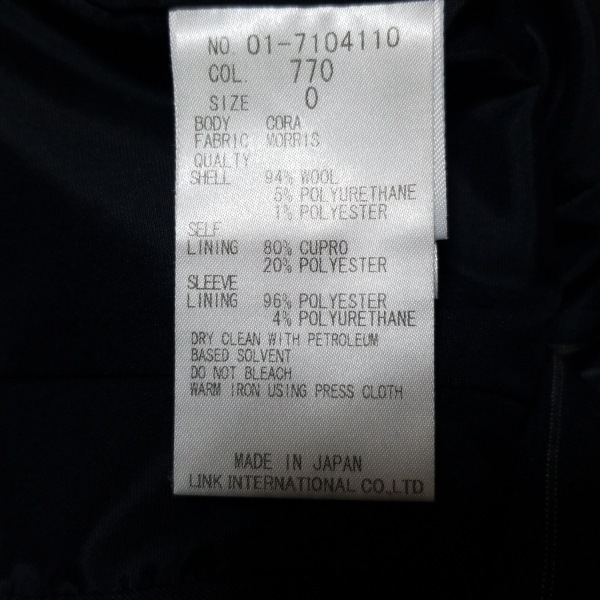 NO 01-7104110
COL. 770
SIZE 0
BODY CORA
FABRIC MORRIS
QUALTY
SHELL 94% WOOL
5% POLYURETHANE
1% POLYESTER
SELF
LINING 80% CUPRO
20% POLYESTER
SLEEVE
LINING 96% POLYESTER
4% POLYURETHANE
DRY CLEAN WITH PETROLEUM
BASED SOLVENT
DO NOT BLEACH
WARM IRON USING PRESS CLOTH
MADE IN JAPAN
LINK INTERNATIONAL CO.,LTD